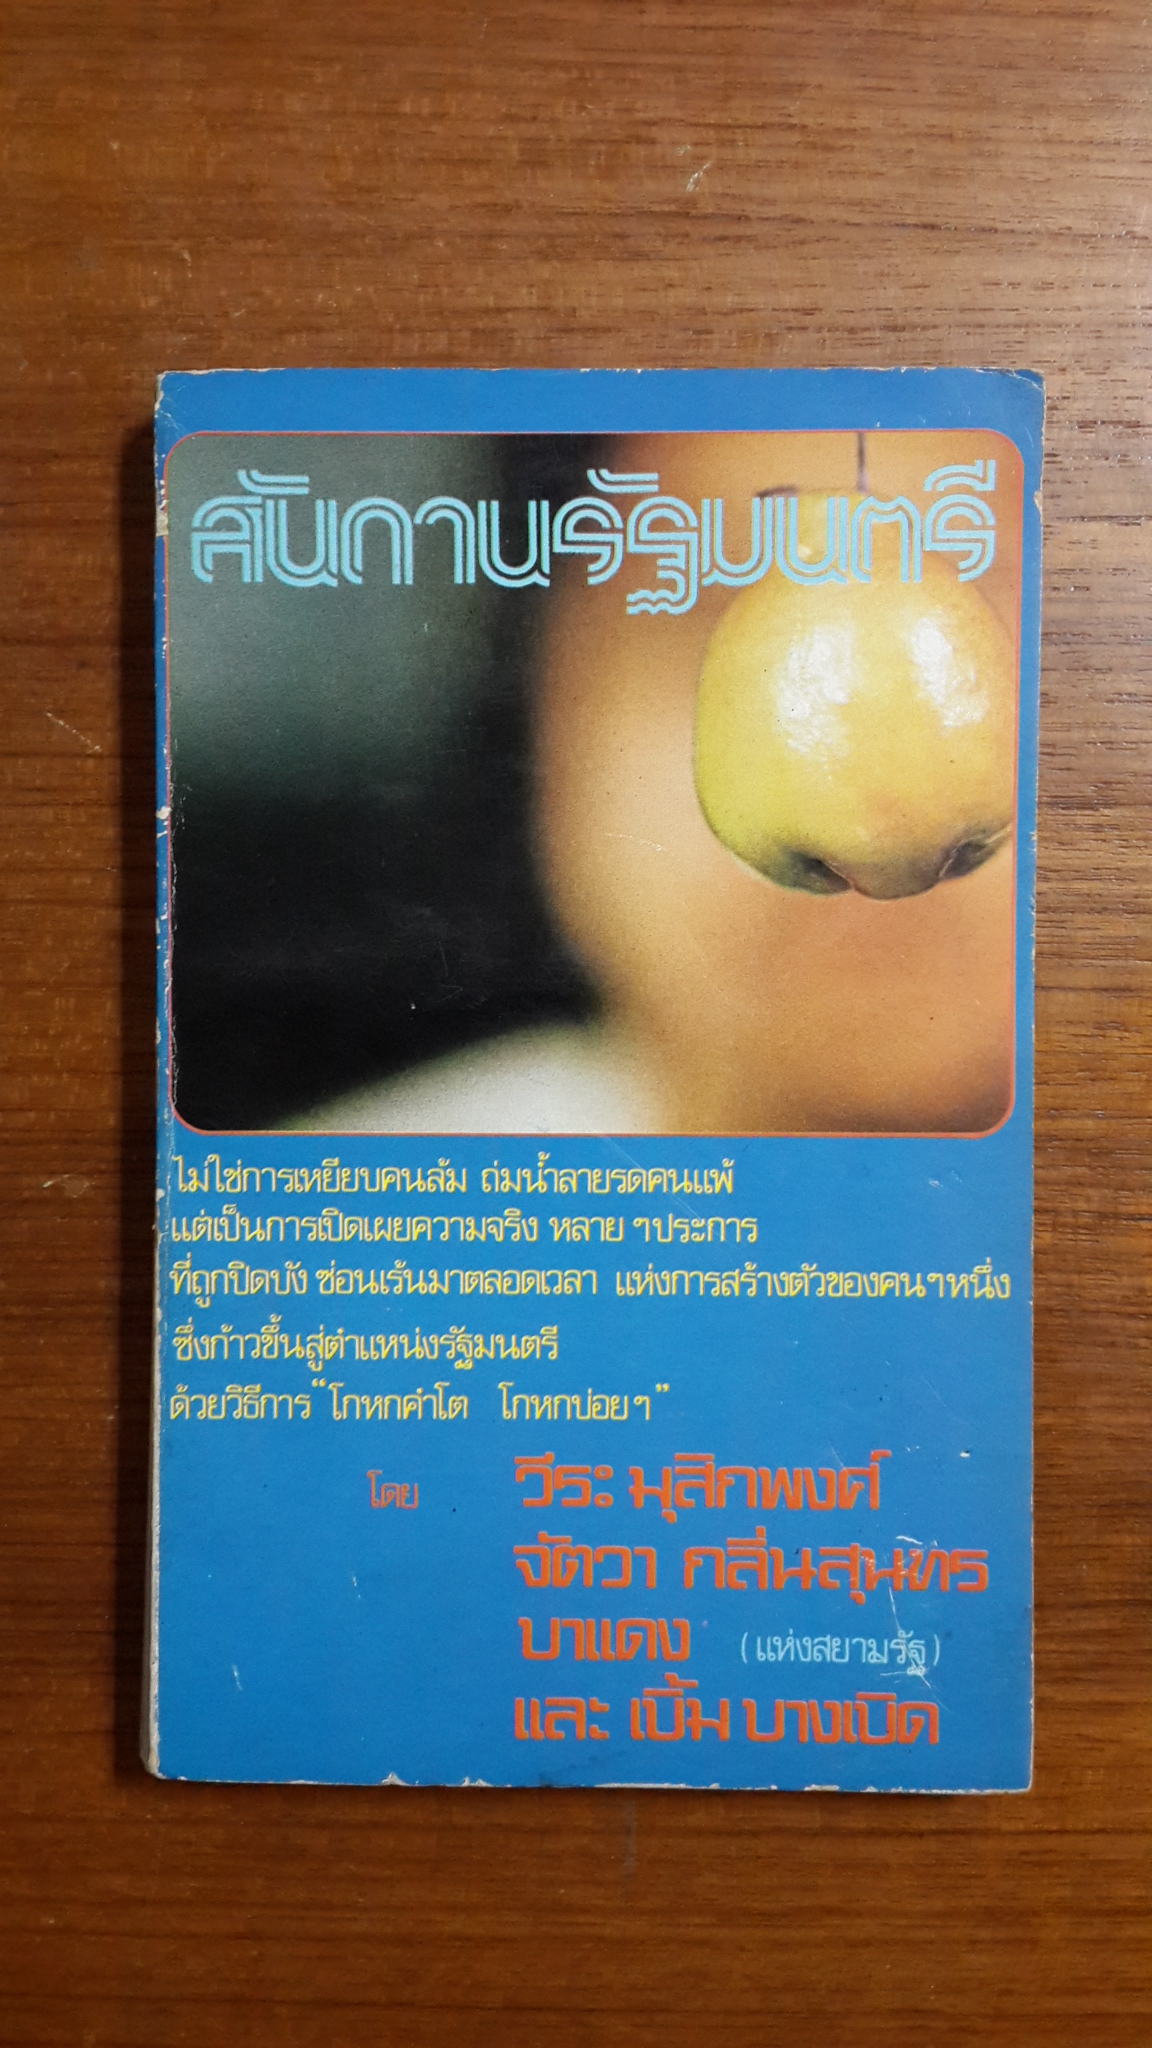 สันดานรัฐมนตรี
ไม่ใช่การเหยียบคนล้ม ถ่มน้ำลายรดคนแพ้
แต่เป็นการเปิดเผยความจริง หลาย ๆ ประการ
ที่ถูกปิดบัง ซ่อนเร้นมาตลอดเวลา แห่งการสร้างตัวของคน ๆ หนึ่ง
ซึ่งก้าวขึ้นสู่ตำแหน่งรัฐมนตรี
ด้วยวิธีการ "โกหกคำโต โกหกบ่อย ๆ"
โดย วีระ มุสิกพงศ์
จัตวา กลิ่นสุนทร
บาแดง (แห่งสยามรัฐ)
และ เบิ้ม บางเบิด